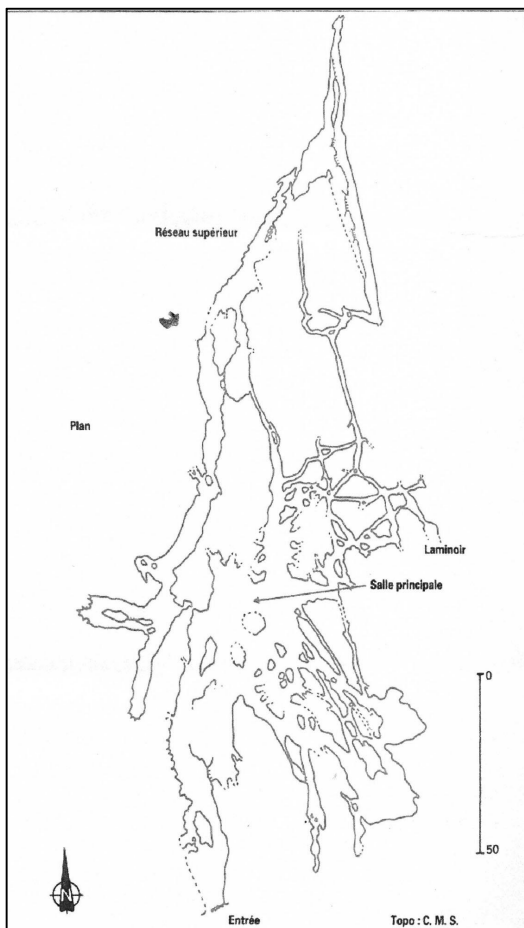 Réseau supérieur
Plan
Laminoir
Salle principale
0
50
N
Entrée
Topo : C. M. S.